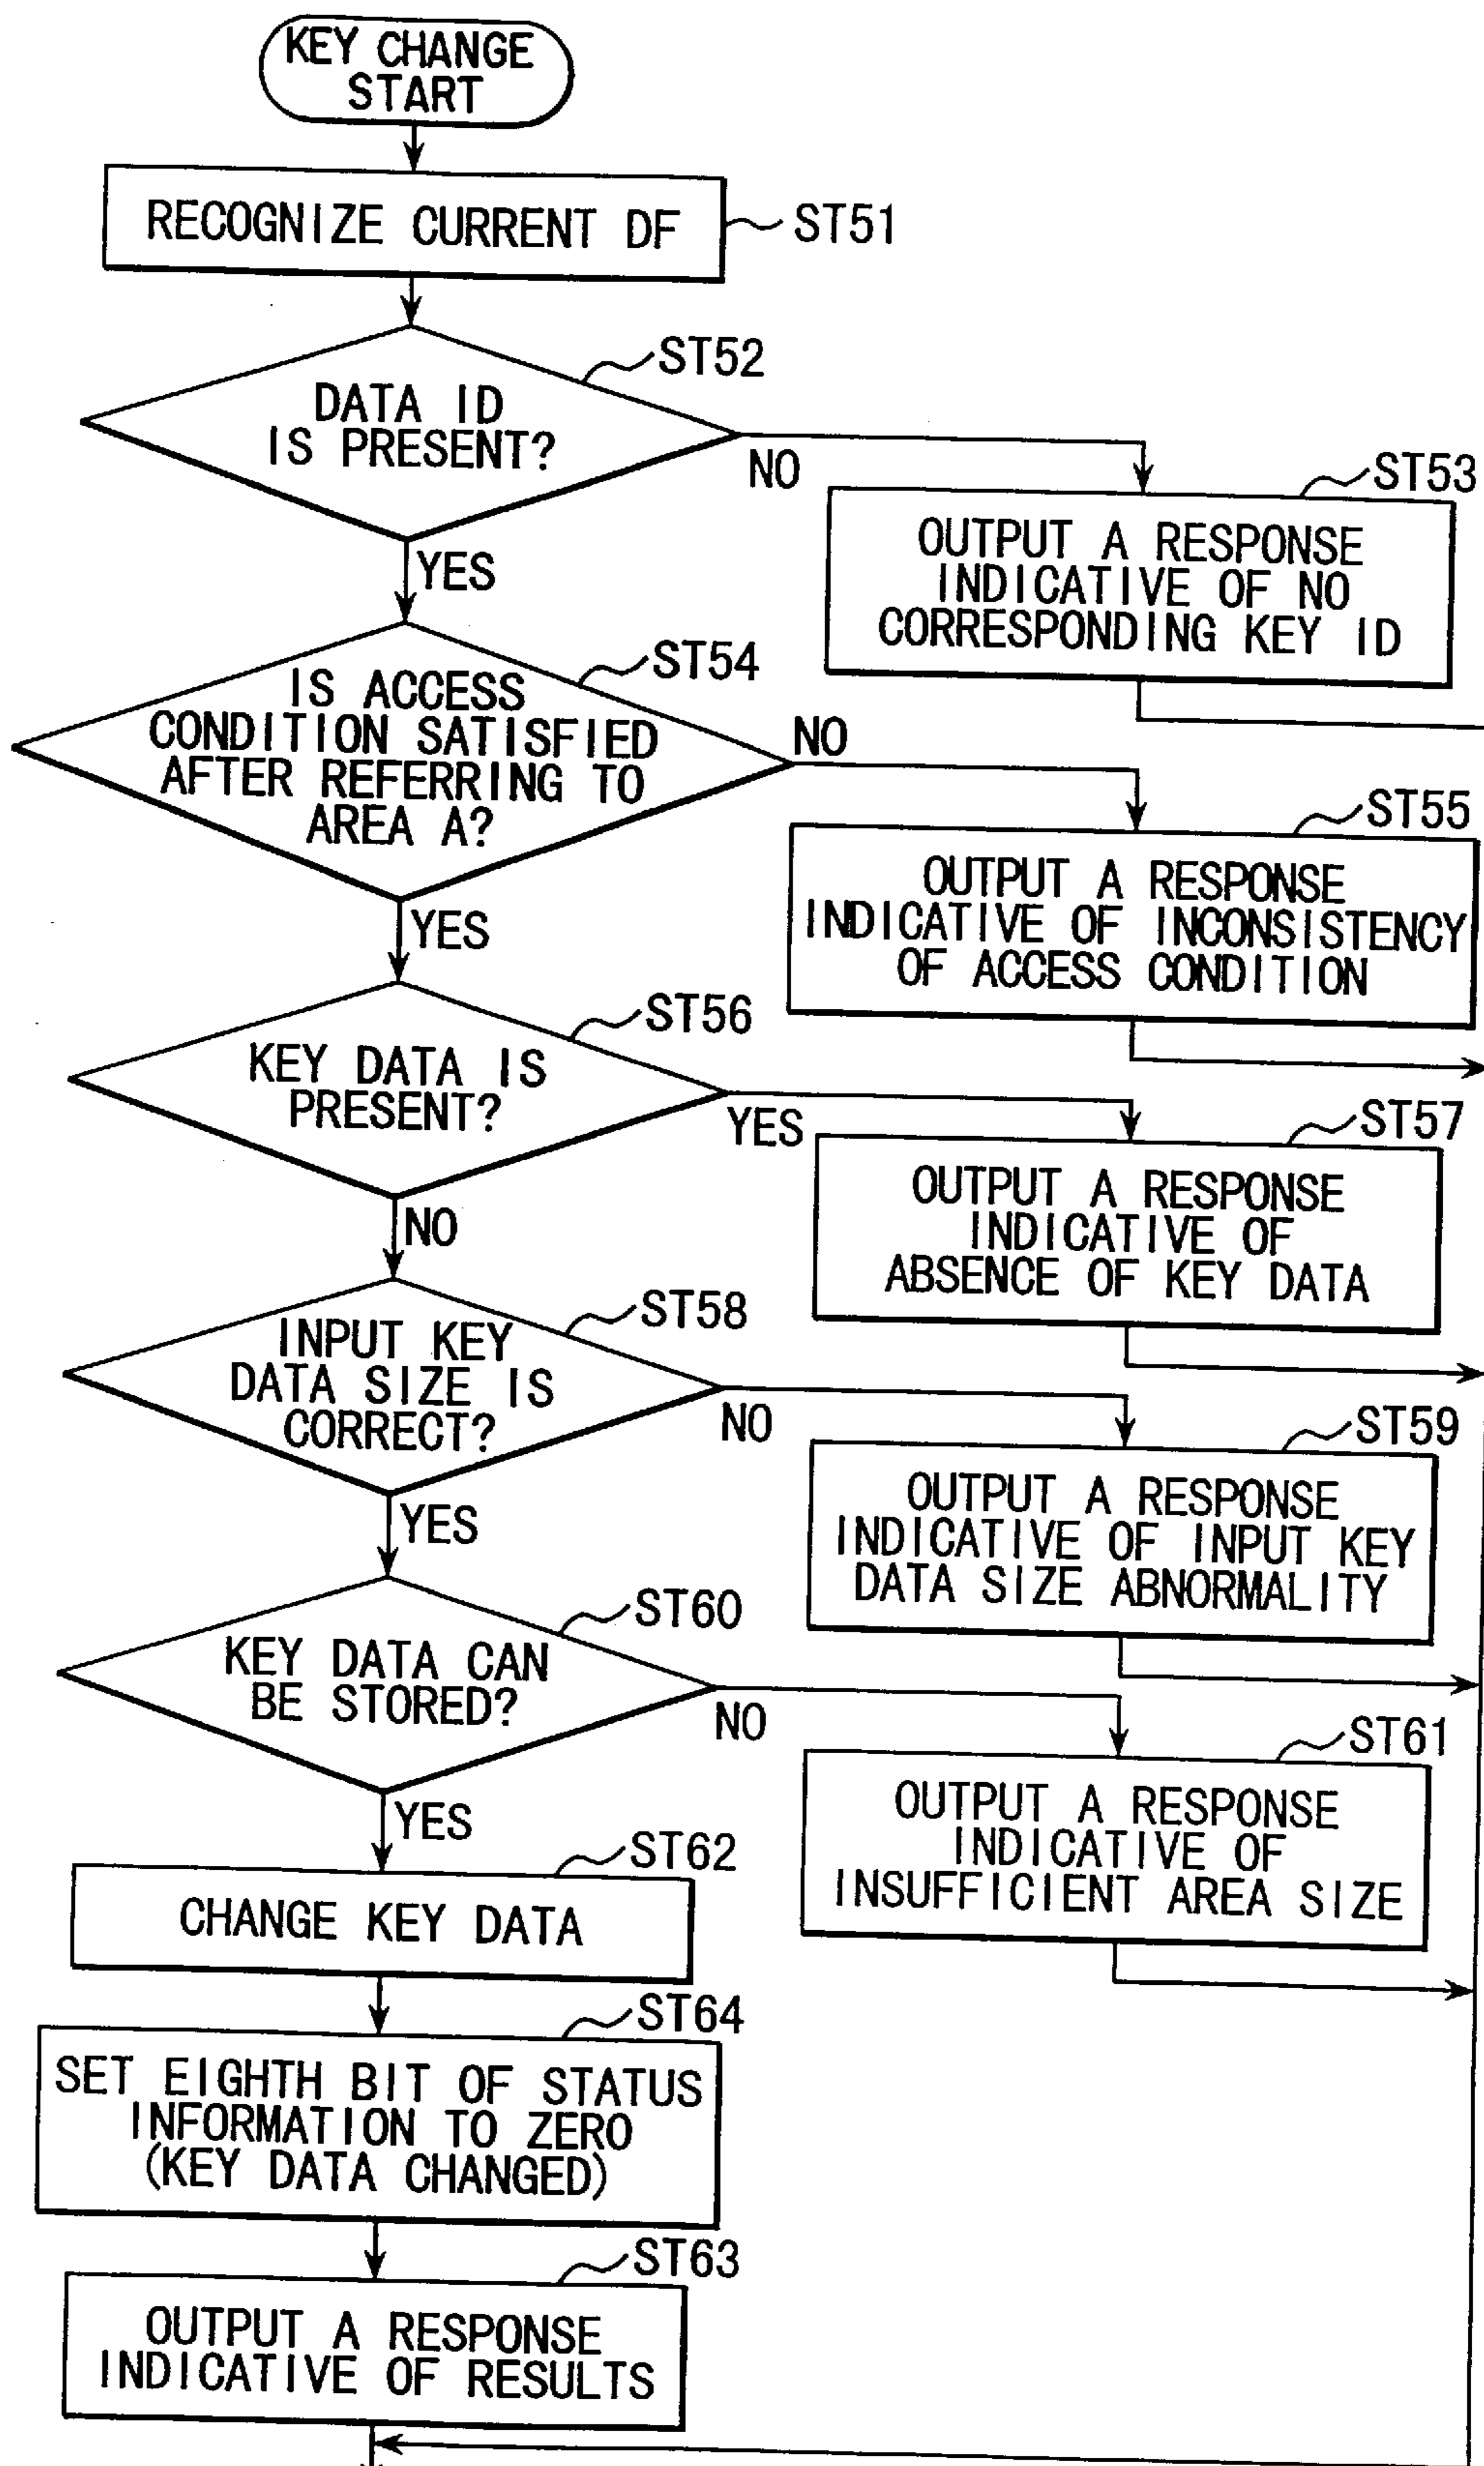 KEY CHANGE
START
RECOGNIZE CURRENT DF
ST51
ST52
DATA ID
IS PRESENT?
NO
YES
ST53
OUTPUT A RESPONSE
INDICATIVE OF NO
CORRESPONDING KEY ID
ST54
IS ACCESS
CONDITION SATISFIED
AFTER REFERRING TO
AREA A?
NO
YES
ST55
OUTPUT A RESPONSE
INDICATIVE OF INCONSISTENCY
OF ACCESS CONDITION
ST56
KEY DATA IS
PRESENT?
YES
NO
ST57
OUTPUT A RESPONSE
INDICATIVE OF
ABSENCE OF KEY DATA
ST58
INPUT KEY
DATA SIZE IS
CORRECT?
NO
YES
ST59
OUTPUT A RESPONSE
INDICATIVE OF INPUT KEY
DATA SIZE ABNORMALITY
ST60
KEY DATA CAN
BE STORED?
NO
YES
ST61
OUTPUT A RESPONSE
INDICATIVE OF
INSUFFICIENT AREA SIZE
ST62
CHANGE KEY DATA
ST64
SET EIGHTH BIT OF STATUS
INFORMATION TO ZERO
(KEY DATA CHANGED)
ST63
OUTPUT A RESPONSE
INDICATIVE OF RESULTS